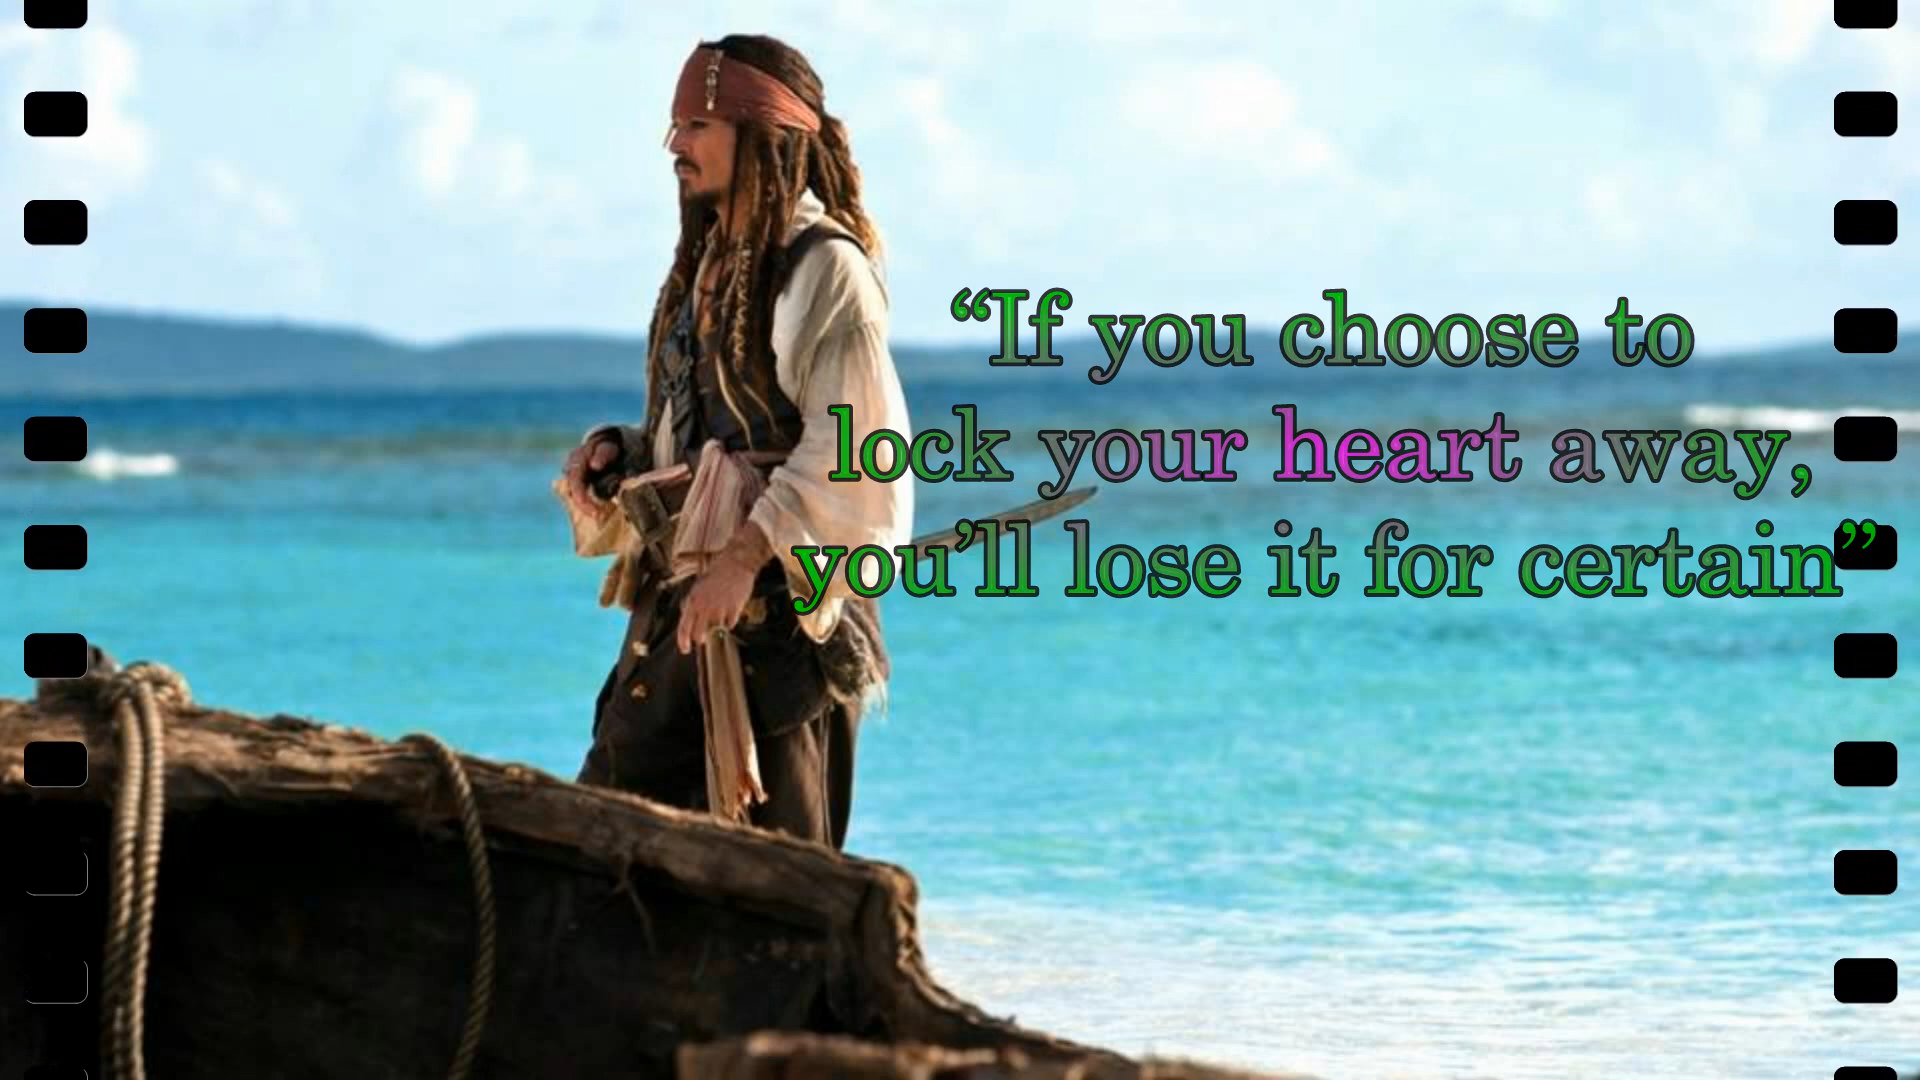 “If you choose to
lock your heart away,
you’ll lose it for certain”